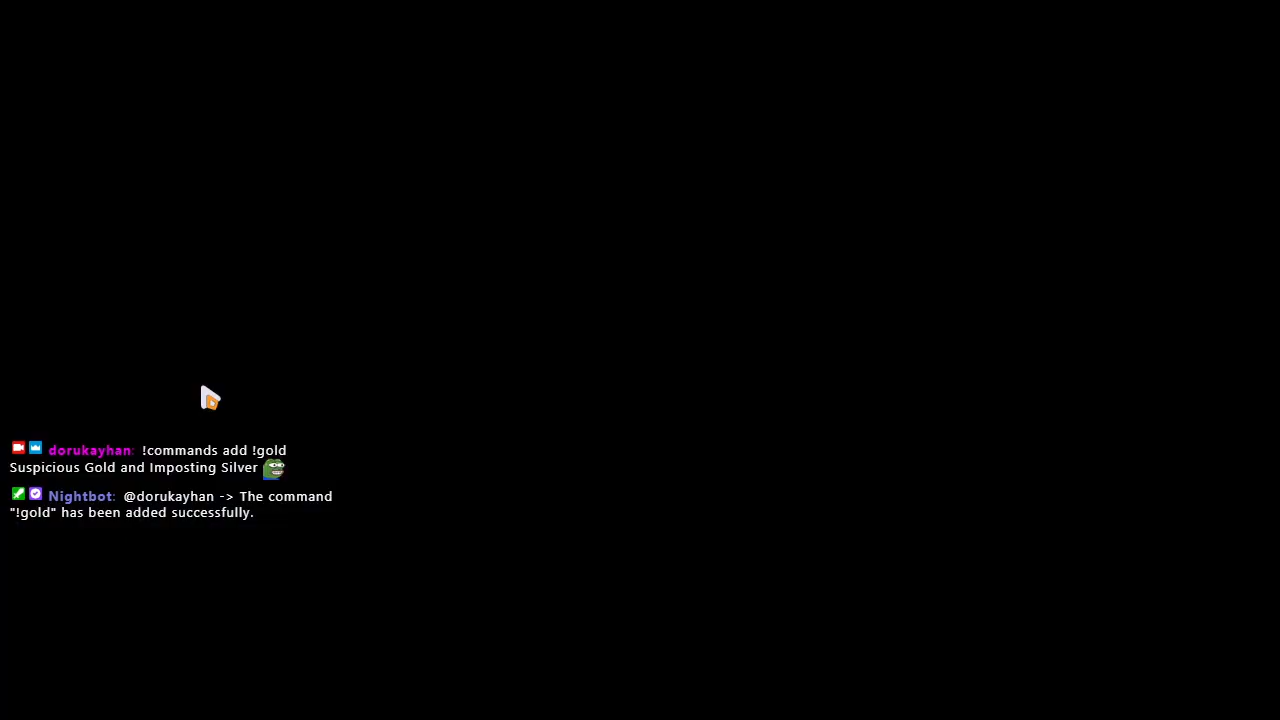 dorukayhan: !commands add !gold
Suspicious Gold and Imposting Silver
Nightbot: @dorukayhan -> The command
"!gold" has been added successfully.